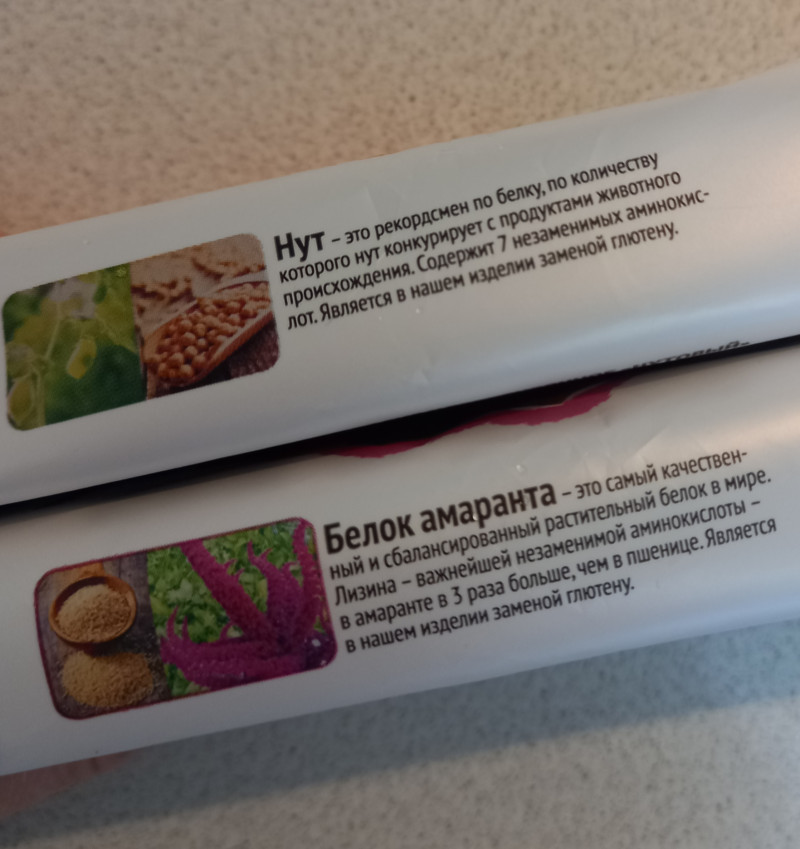 Нут – это рекордсмен по белку, по количеству
которого нут конкурирует с продуктами животного
происхождения. Содержит 7 незаменимых аминокис-
лот. Является в нашем изделии заменой глютену.
Белок амаранта – это самый качествен-
ный и сбалансированный растительный белок в мире.
Лизина – важнейшей незаменимой аминокислоты –
в амаранте в 3 раза больше, чем в пшенице. Является
в нашем изделии заменой глютену.